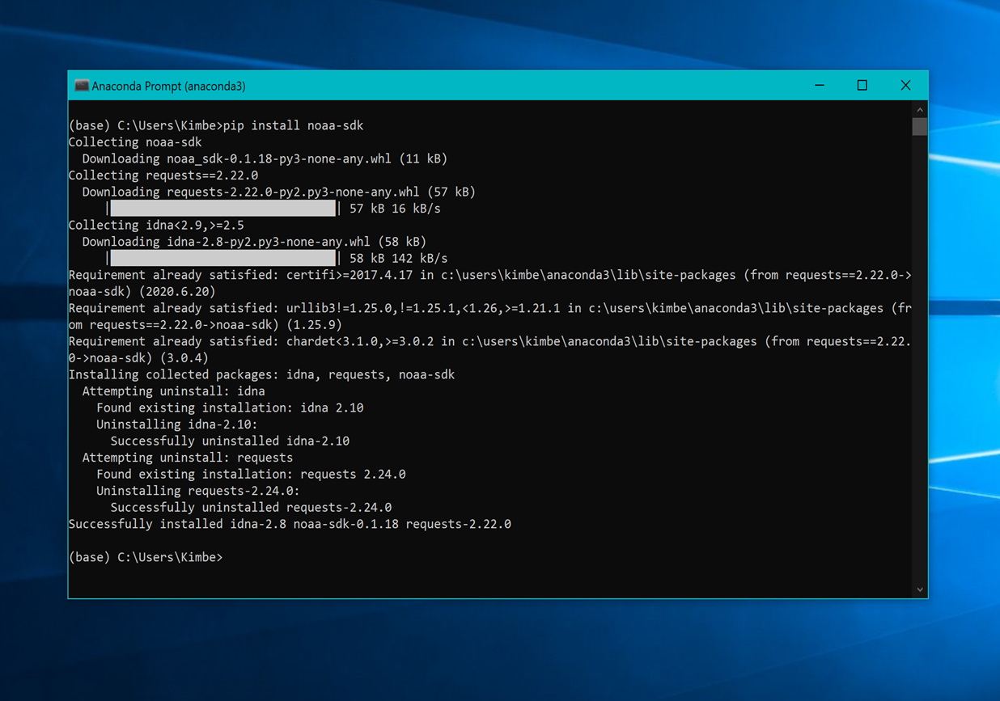 Anaconda Prompt (anaconda3)
(base) C:\Users\Kimbe>pip install noaa-sdk
Collecting noaa-sdk
  Downloading noaa_sdk-0.1.18-py3-none-any.whl (11 kB)
Collecting requests==2.22.0
  Downloading requests-2.22.0-py2.py3-none-any.whl (57 kB)
| | 57 kB 16 kB/s
Collecting idna<2.9,>=2.5
  Downloading idna-2.8-py2.py3-none-any.whl (58 kB)
| | 58 kB 142 kB/s
Requirement already satisfied: certifi>=2017.4.17 in c:\users\kimbe\anaconda3\lib\site-packages (from requests==2.22.0->
noaa-sdk) (2020.6.20)
Requirement already satisfied: urllib3!=1.25.0,!=1.25.1,<1.26,>=1.21.1 in c:\users\kimbe\anaconda3\lib\site-packages (fr
om requests==2.22.0->noaa-sdk) (1.25.9)
Requirement already satisfied: chardet<3.1.0,>=3.0.2 in c:\users\kimbe\anaconda3\lib\site-packages (from requests==2.22.
0->noaa-sdk) (3.0.4)
Installing collected packages: idna, requests, noaa-sdk
  Attempting uninstall: idna
    Found existing installation: idna 2.10
    Uninstalling idna-2.10:
      Successfully uninstalled idna-2.10
  Attempting uninstall: requests
    Found existing installation: requests 2.24.0
    Uninstalling requests-2.24.0:
      Successfully uninstalled requests-2.24.0
Successfully installed idna-2.8 noaa-sdk-0.1.18 requests-2.22.0
(base) C:\Users\Kimbe>